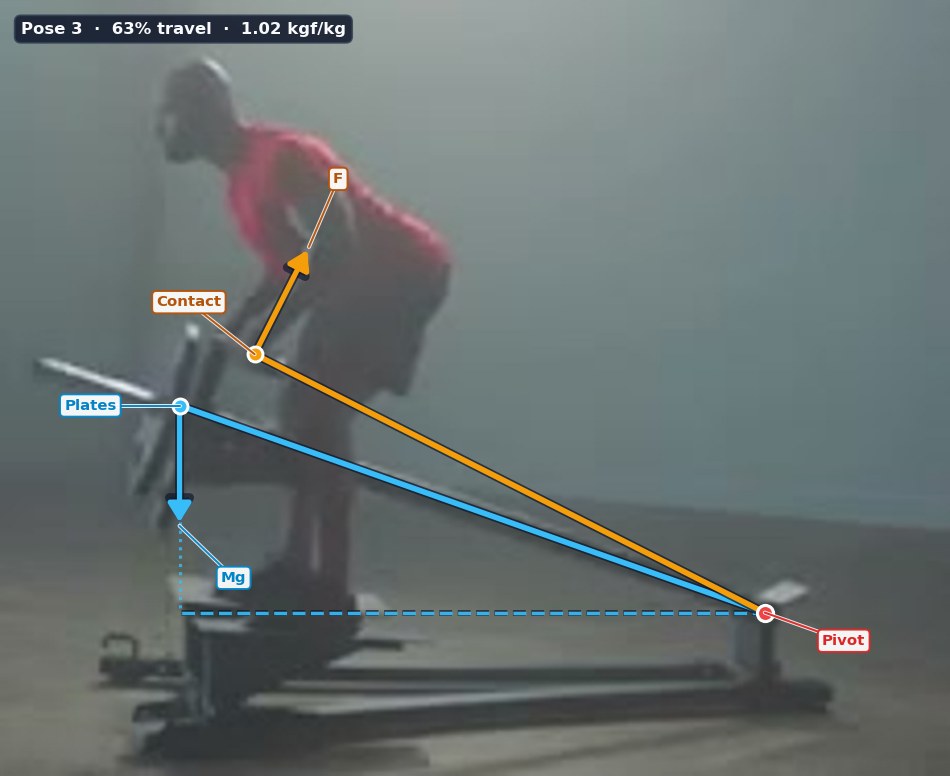 Pose 3 · 63% travel · 1.02 kgf/kg
F
Contact
Plates
Mg
Pivot